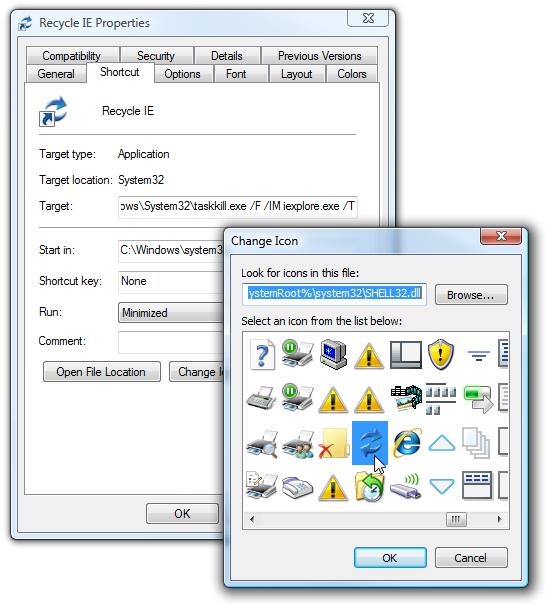 Recycle IE Properties
Compatibility Security Details Previous Versions
General Shortcut Options Font Layout Colors
Recycle IE
Target type: Application
Target location: System32
Target: ows\System32\taskkill.exe /F /IM iexplore.exe /T
Start in: C:\Windows\system3
Shortcut key: None
Run: Minimized
Comment:
Open File Location Change I
OK
Change Icon
Look for icons in this file:
ystemRoot%\system32\SHELL32.dll
Browse...
Select an icon from the list below:
OK Cancel